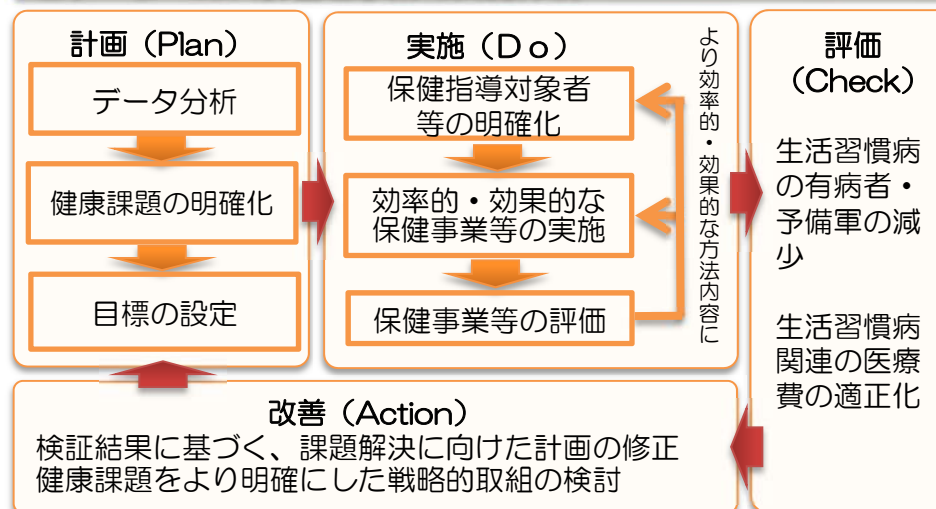 計画（Plan）
データ分析
健康課題の明確化
目標の設定
実施（Ｄｏ）
保健指導対象者
等の明確化
効率的・効果的な
保健事業等の実施
保健事業等の評価
より効率的・効果的な方法内容に
評価
（Check）
生活習慣病
の有病者・
予備軍の減
少
生活習慣病
関連の医療
費の適正化
改善（Action）
検証結果に基づく、課題解決に向けた計画の修正
健康課題をより明確にした戦略的取組の検討